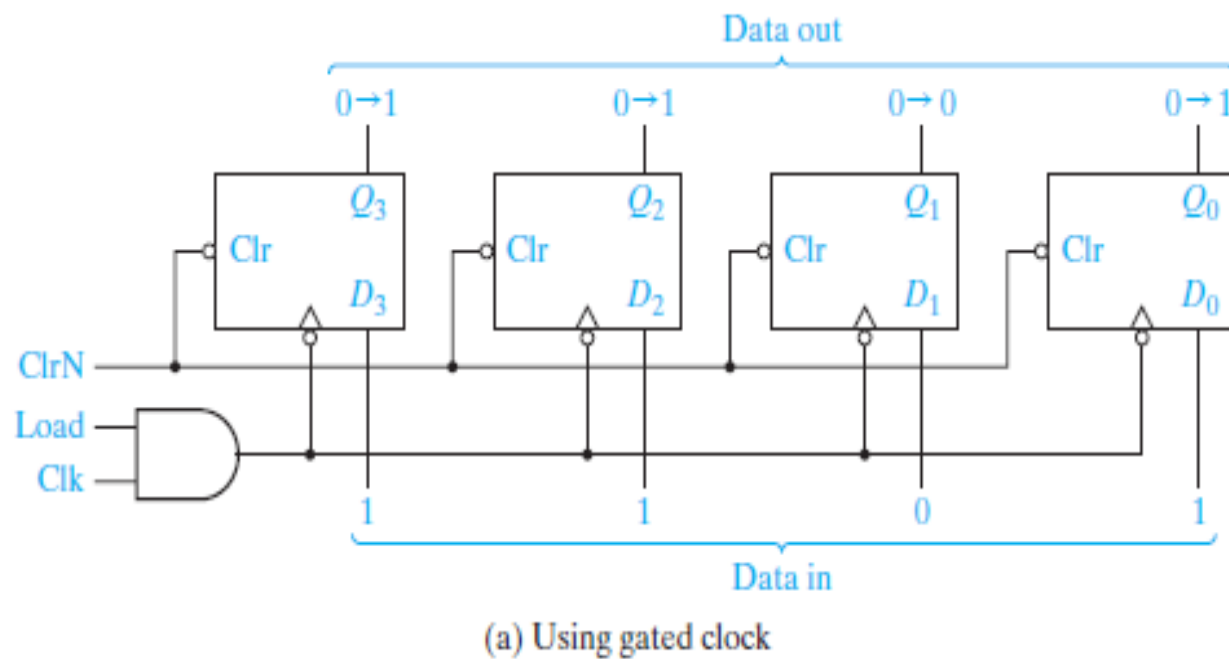 Data out
0→1 0→1 0→0 0→1
Q₃ Q₂ Q₁ Q₀
Clr Clr Clr Clr
D₃ D₂ D₁ D₀
ClrN
Load
Clk
1 1 0 1
Data in
(a) Using gated clock